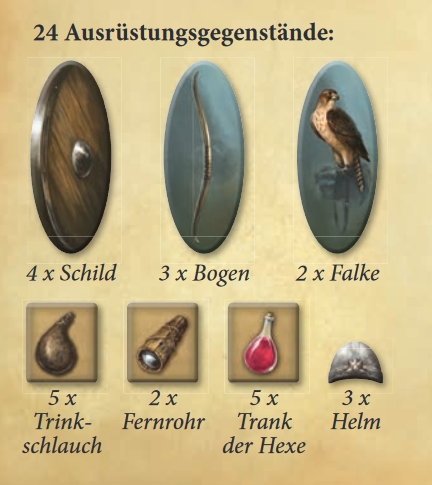 24 Ausrüstungsgegenstände:
4 x Schild
3 x Bogen
2 x Falke
5 x
Trink-
schlauch
2 x
Fernrohr
5 x
Trank
der Hexe
3 x
Helm